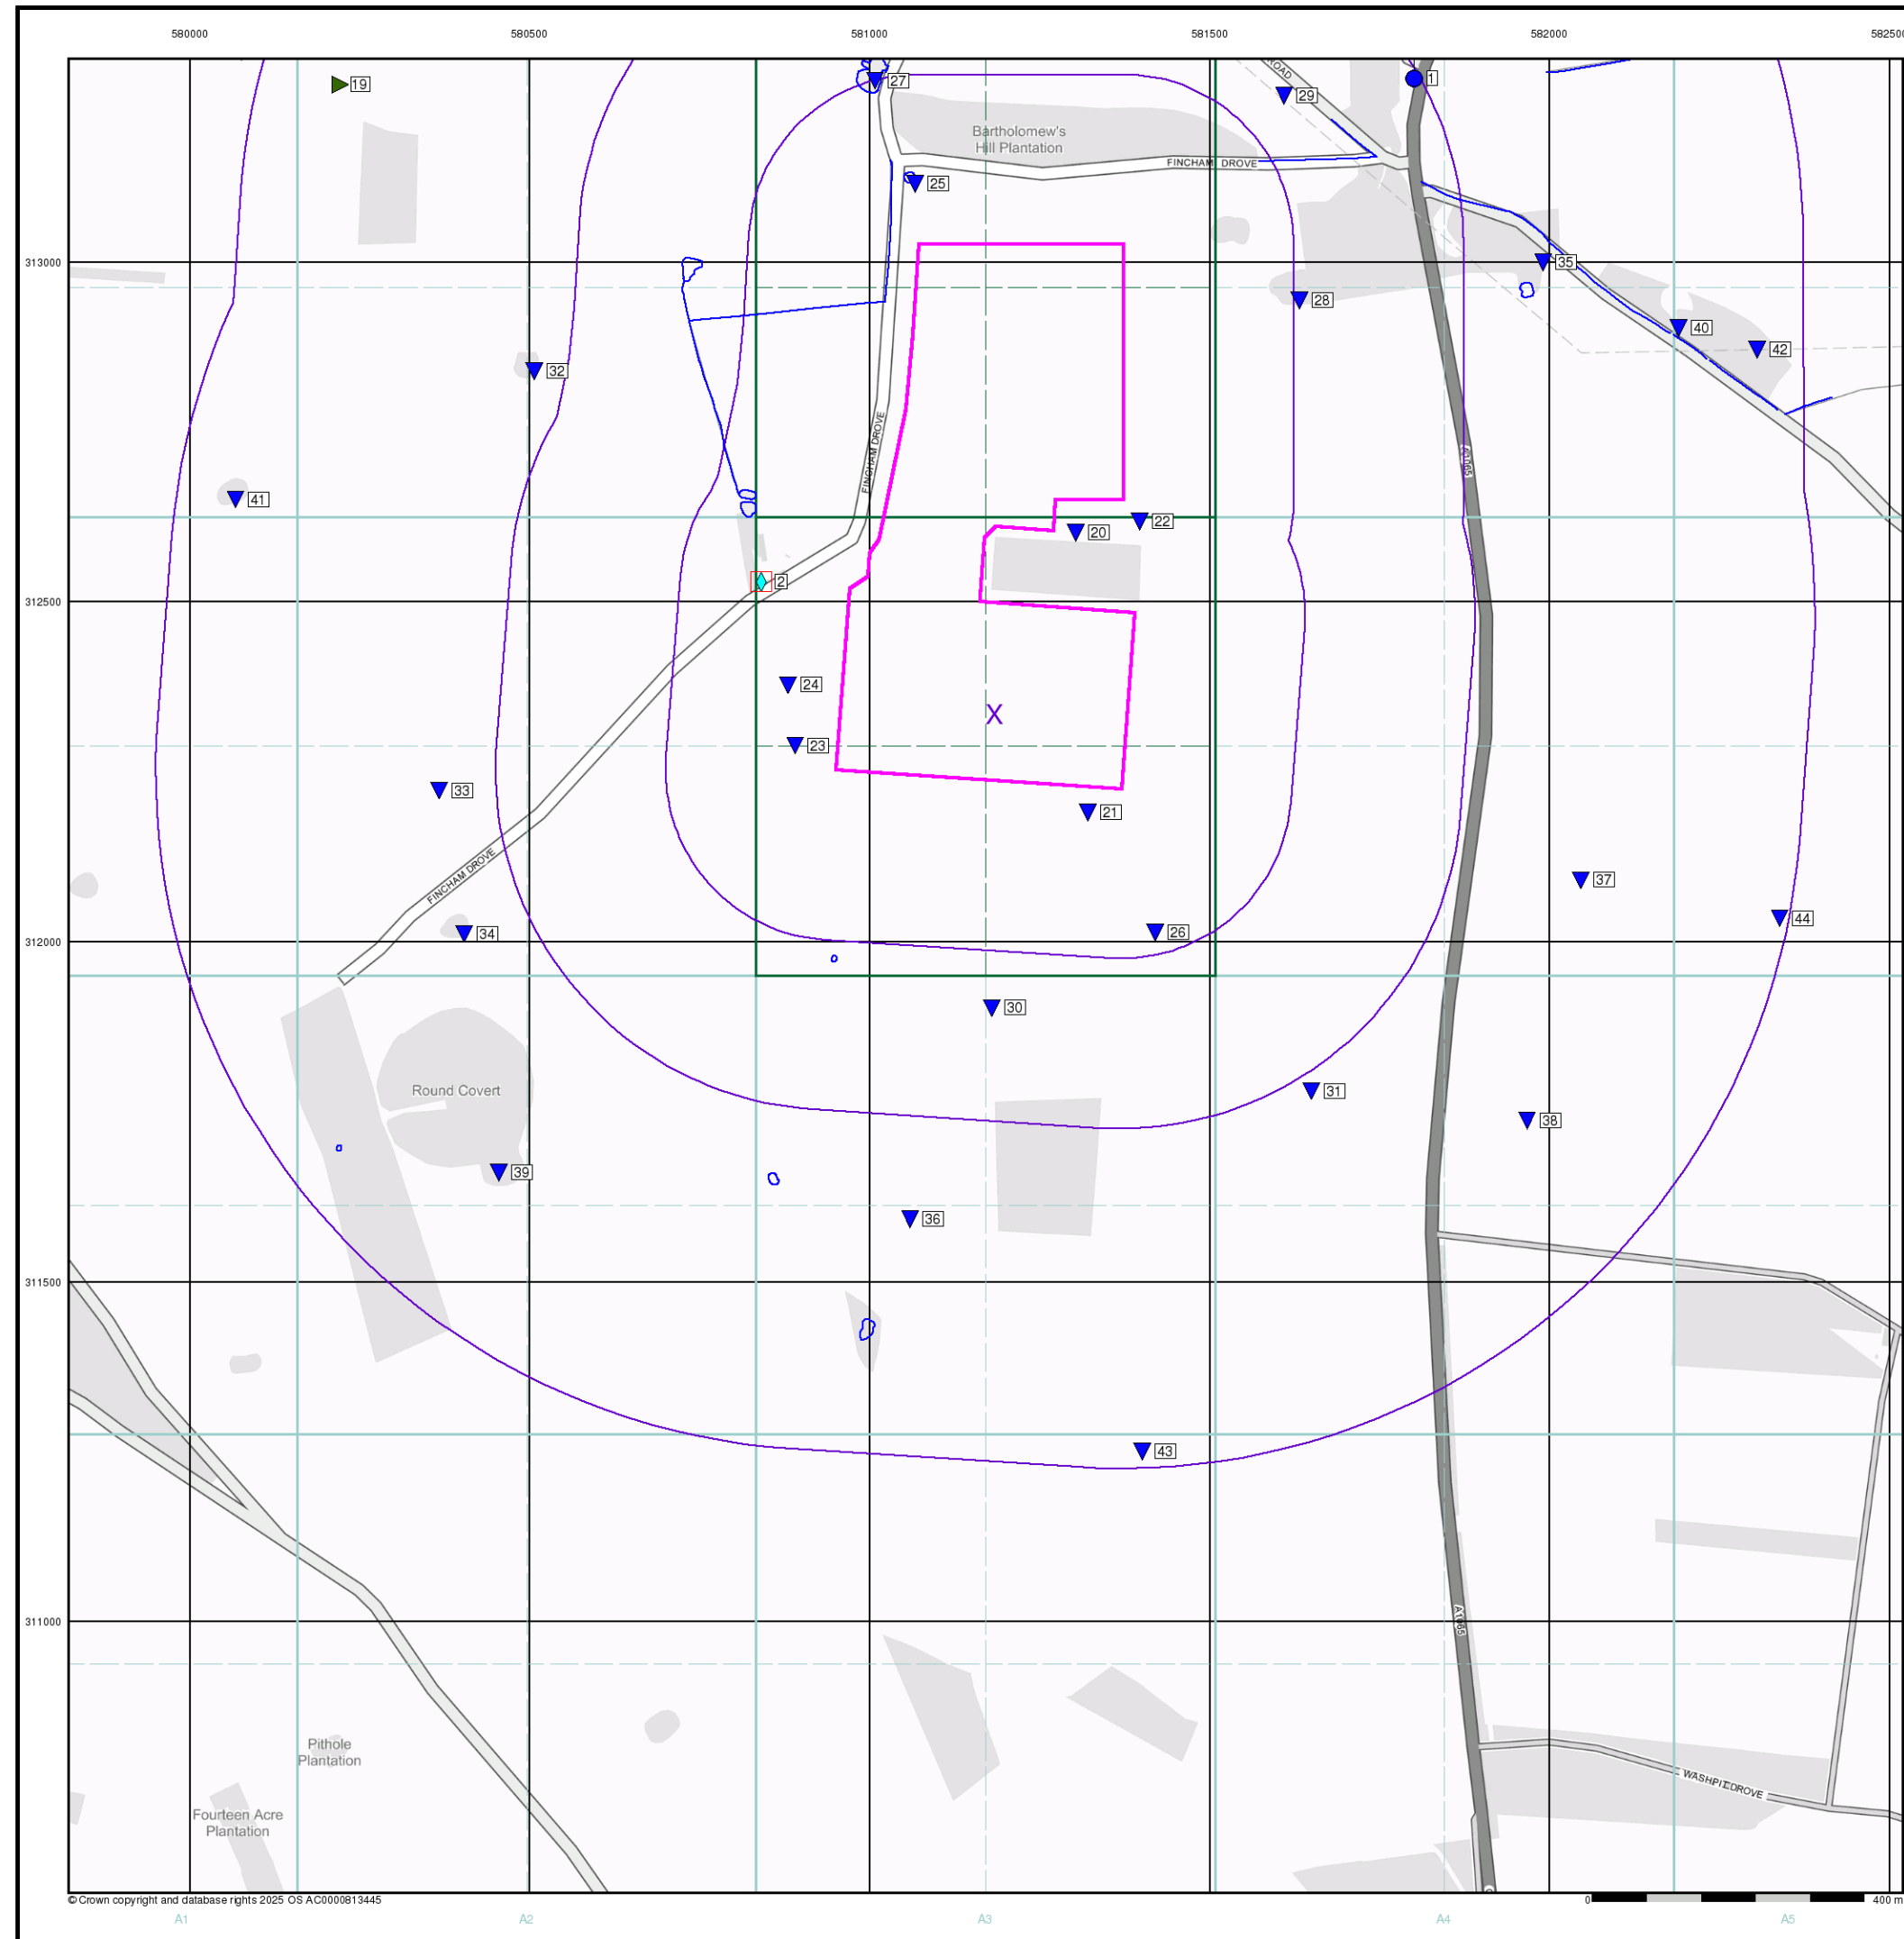 580000 580500 581000 581500 582000 58250
ROAD
19
27
29
1
Bartholomew's
Hill Plantation
FINCHAM DROVE
25
313000
35
28
40
42
32
FINCHAM DROVE
A1065
41
20
22
2
312500
24
X
23
33
21
FINCHAM DROVE
37
44
34
26
312000
30
Round Covert
31
38
39
36
311500
43
311000
A1065
Pithole
Plantation
WASHPIT DROVE
Fourteen Acre
Plantation
© Crown copyright and database rights 2025 OS AC0000813445
0 400 m
A1 A2 A3 A4 A5